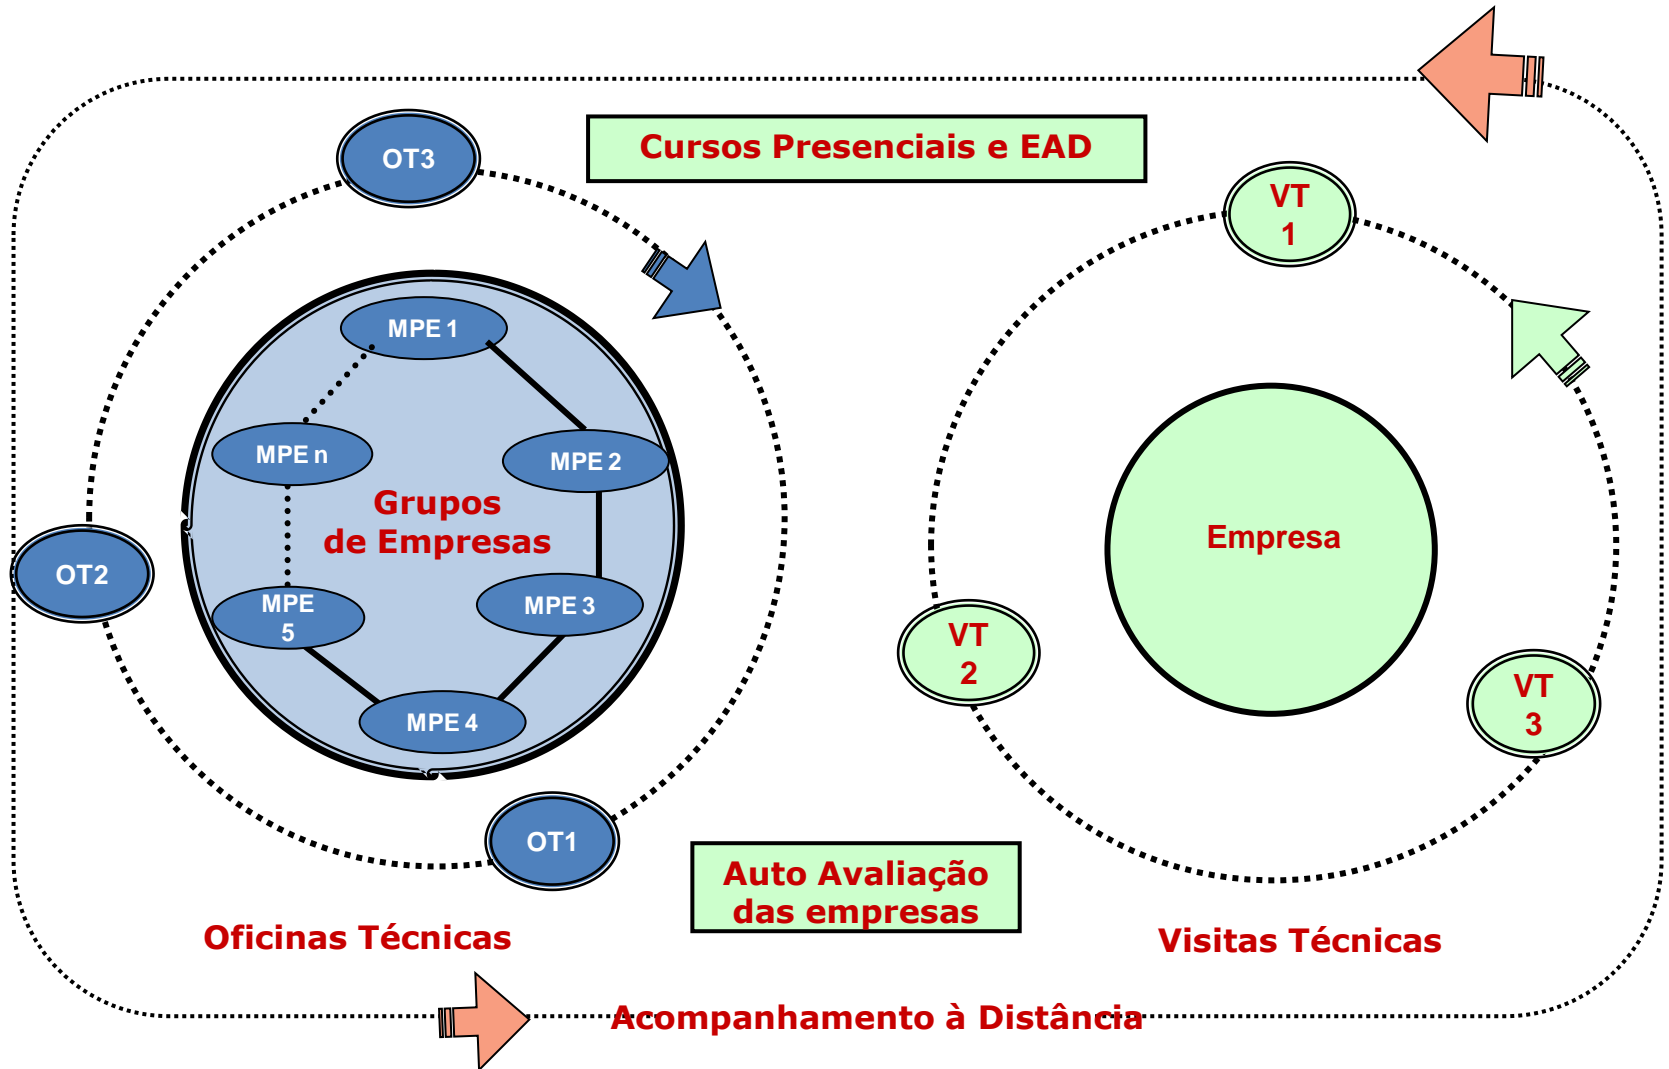 Cursos Presenciais e EAD
OT3
VT
1
MPE 1
MPE n
MPE 2
Grupos
de Empresas
Empresa
OT2
MPE
5
MPE 3
VT
2
VT
3
MPE 4
OT1
Auto Avaliação
das empresas
Oficinas Técnicas
Visitas Técnicas
Acompanhamento à Distância